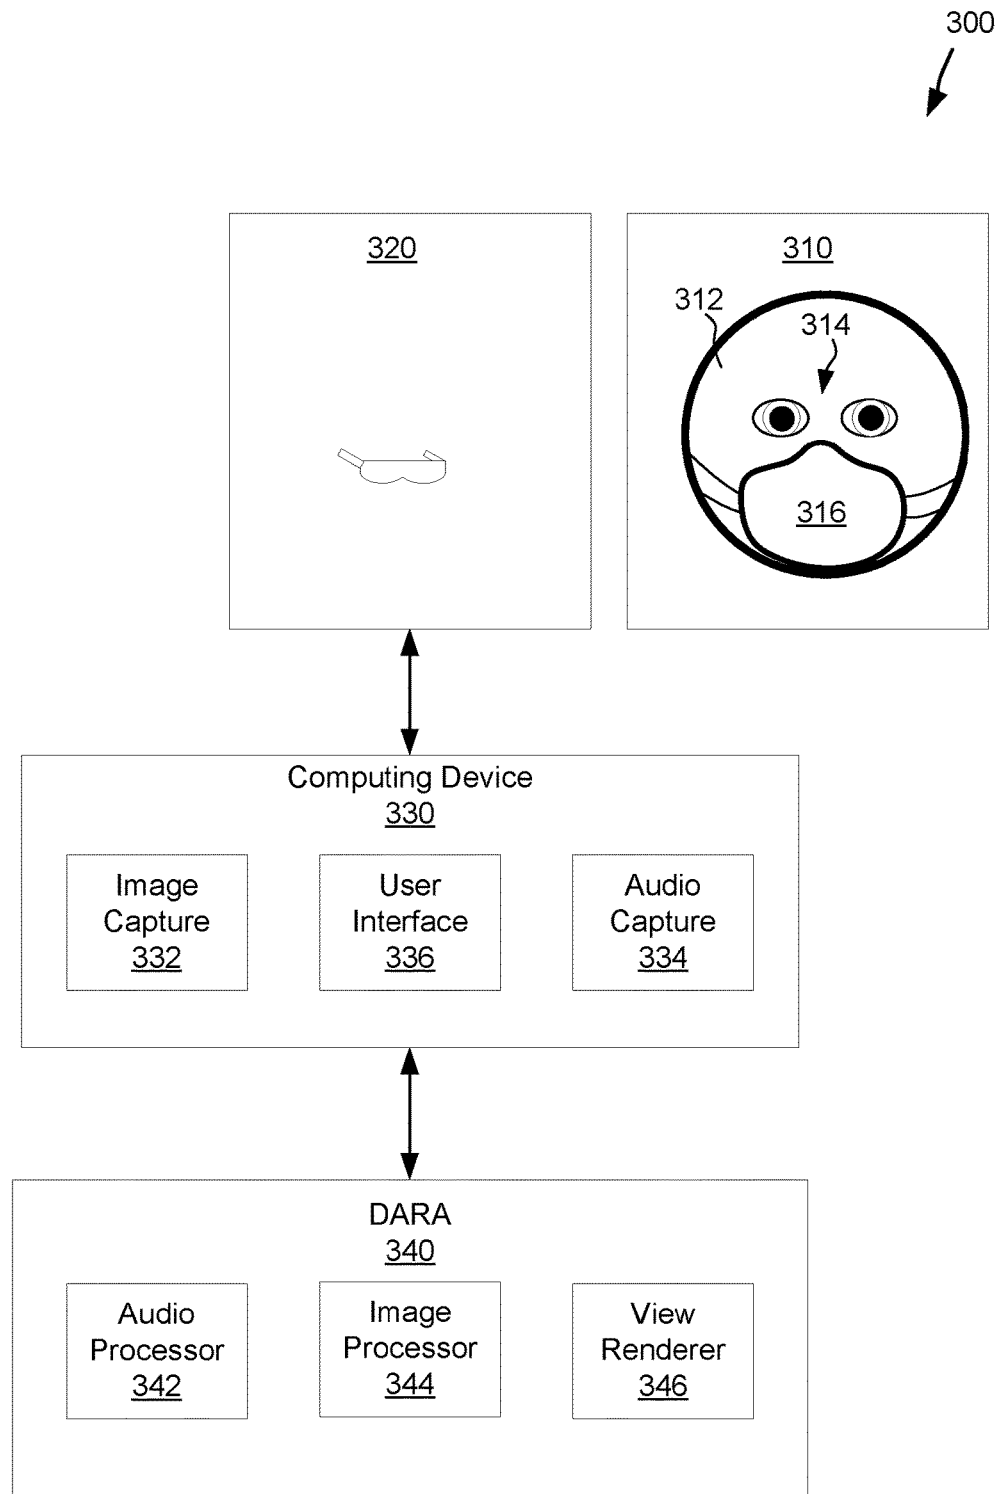 300
320
310
312
314
316
Computing Device
330
Image
Capture
332
User
Interface
336
Audio
Capture
334
DARA
340
Audio
Processor
342
Image
Processor
344
View
Renderer
346